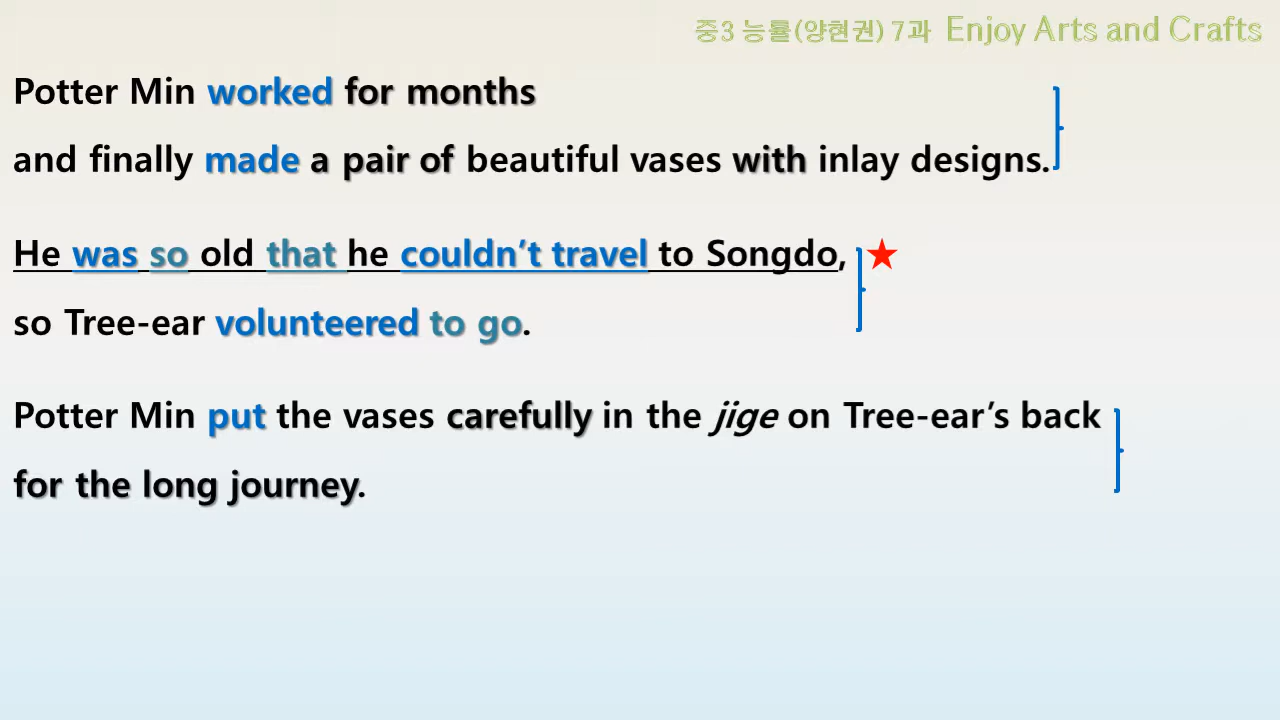 중3 능률(양현권) 7과 Enjoy Arts and Crafts
Potter Min worked for months
and finally made a pair of beautiful vases with inlay designs.
He was so old that he couldn’t travel to Songdo, ★
so Tree-ear volunteered to go.
Potter Min put the vases carefully in the jige on Tree-ear’s back
for the long journey.